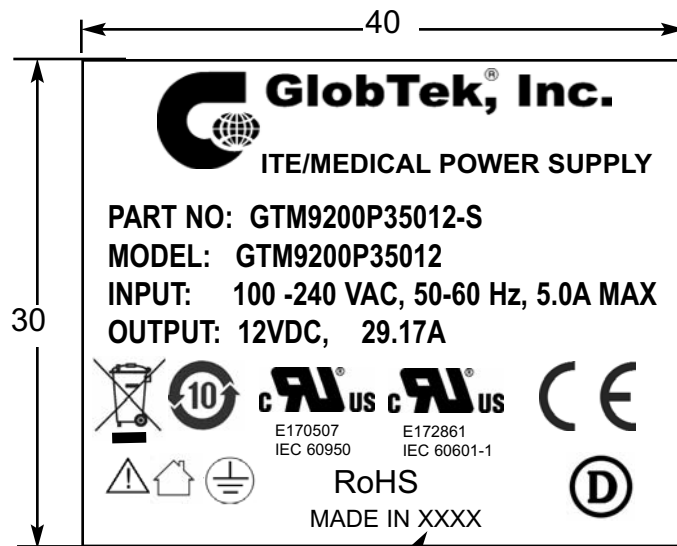 40
30
GlobTek,® Inc.
ITE/MEDICAL POWER SUPPLY
PART NO: GTM9200P35012-S
MODEL: GTM9200P35012
INPUT: 100 -240 VAC, 50-60 Hz, 5.0A MAX
OUTPUT: 12VDC, 29.17A
10
C RU® US
E170507
IEC 60950
C RU® US
E172861
IEC 60601-1
CE
RoHS
D
MADE IN XXXX